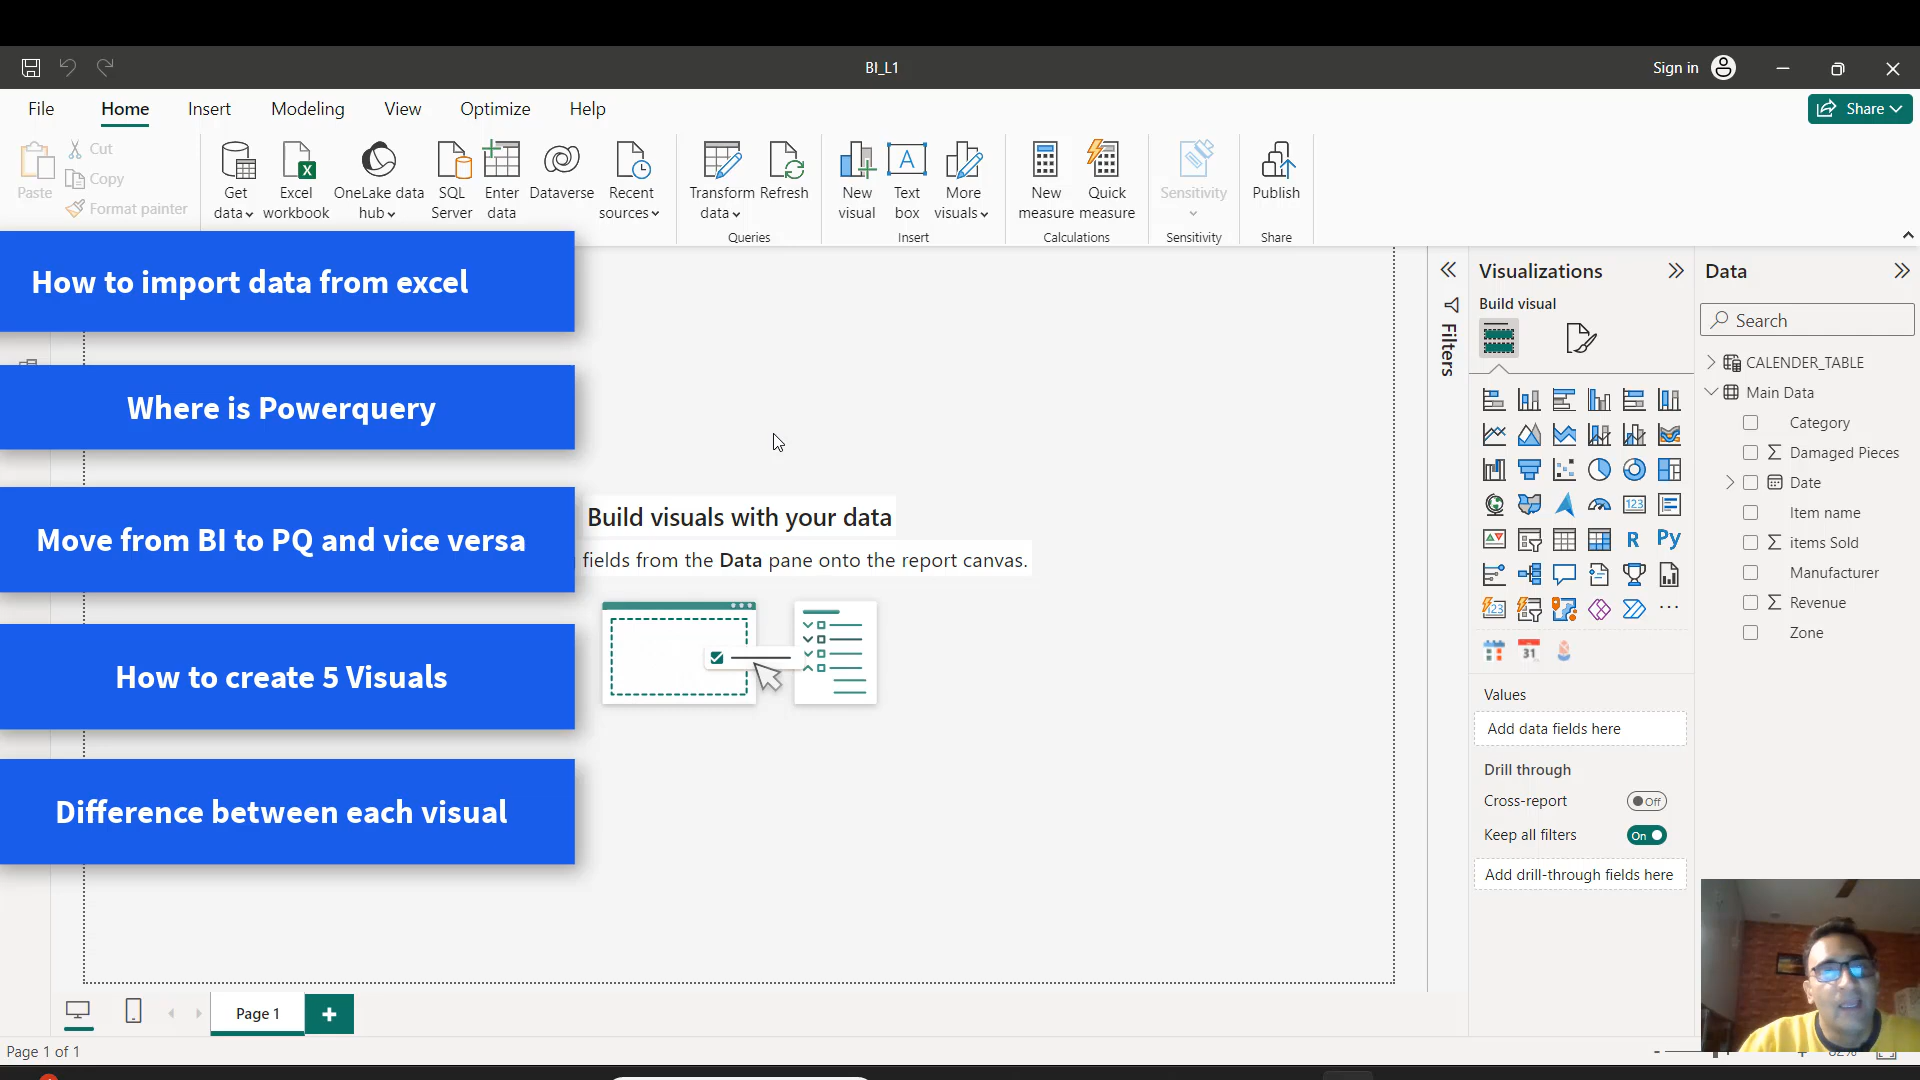 BI_L1
Sign in
File
Home
Insert
Modeling
View
Optimize
Help
Share
Paste
Cut
Copy
Format painter
Get data
Excel workbook
OneLake data hub
SQL Server
Enter data
Dataverse
Recent sources
Transform data
Refresh
Queries
New visual
Text box
More visuals
Insert
New measure
Quick measure
Calculations
Sensitivity
Sensitivity
Publish
Share
How to import data from excel
Where is Powerquery
Move from BI to PQ and vice versa
How to create 5 Visuals
Difference between each visual
Build visuals with your data
fields from the Data pane onto the report canvas.
Filters
Visualizations
Build visual
123
R
Py
123
31
Values
Add data fields here
Drill through
Cross-report
Off
Keep all filters
On
Add drill-through fields here
Data
Search
CALENDER_TABLE
Main Data
Category
Damaged Pieces
Date
Item name
items Sold
Manufacturer
Revenue
Zone
Page 1
Page 1 of 1